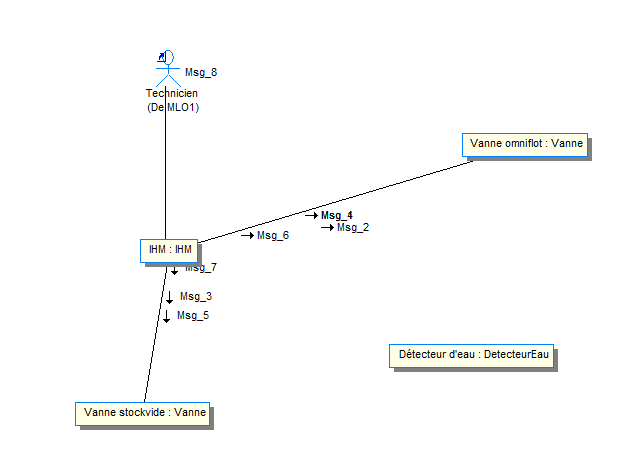 Msg_8
Technicien
(De MLO1)
Vanne omniflot : Vanne
Msg_4
Msg_2
Msg_6
IHM : IHM
Msg_7
Msg_3
Msg_5
Détecteur d'eau : DetecteurEau
Vanne stockvide : Vanne